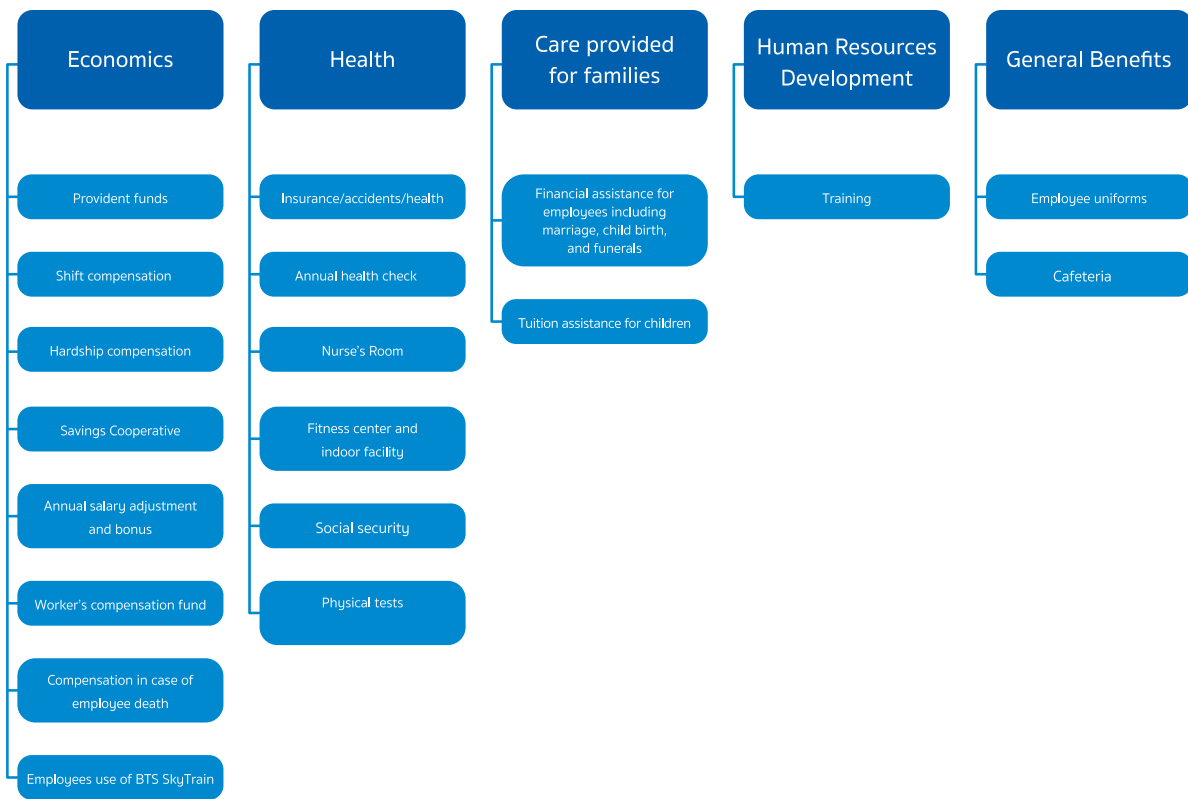 Economics
Provident funds
Shift compensation
Hardship compensation
Savings Cooperative
Annual salary adjustment
and bonus
Worker's compensation fund
Compensation in case of
employee death
Employees use of BTS SkyTrain
Health
Insurance/accidents/health
Annual health check
Nurse's Room
Fitness center and
indoor facility
Social security
Physical tests
Care provided
for families
Financial assistance for
employees including
marriage, child birth,
and funerals
Tuition assistance for children
Human Resources
Development
Training
General Benefits
Employee uniforms
Cafeteria